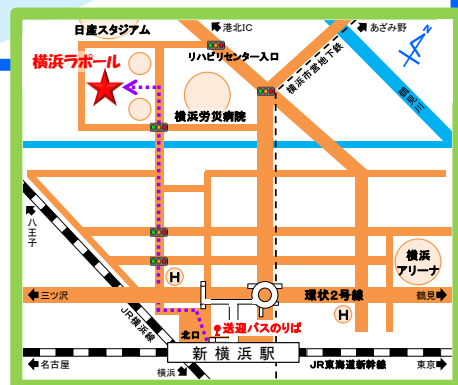 日産スタジアム
港北IC
あざみ野
N
横浜ラポール
リハビリセンター入口
横浜市営地下鉄
鶴見川
横浜労災病院
八王子
H
横浜
アリーナ
三ツ沢
環状2号線
鶴見
H
JR横浜線
北口
送迎バスのりば
新横浜駅
名古屋
横浜
JR東海道新幹線
東京